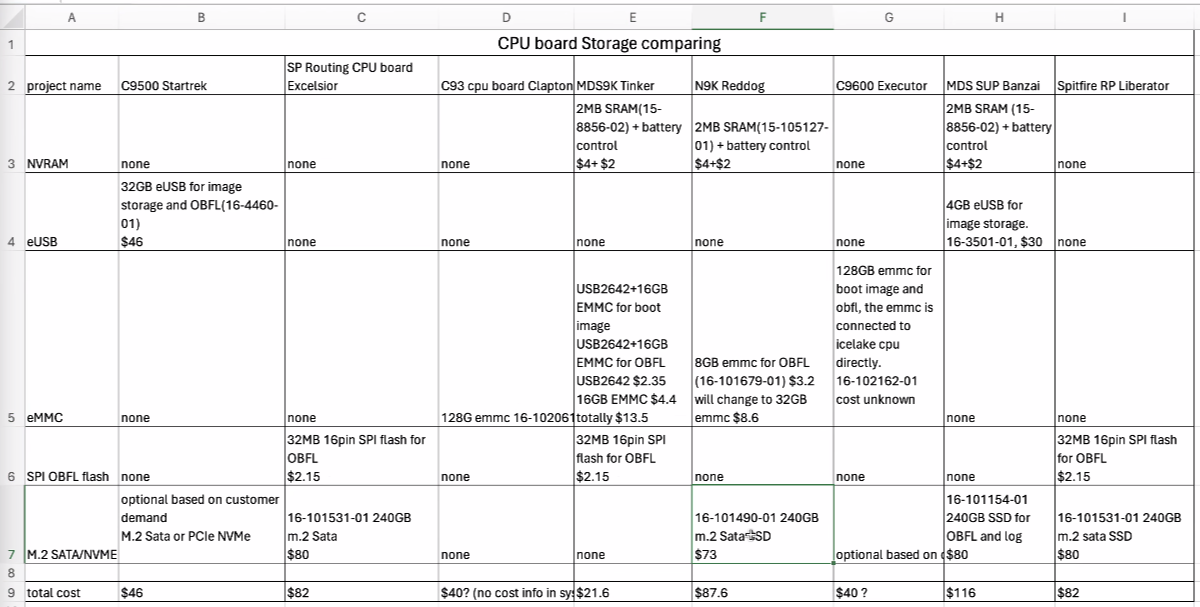 A B C D E F G H I
1 CPU board Storage comparing
2 project name C9500 Startrek SP Routing CPU board Excelsior C93 cpu board Clapton MDS9K Tinker N9K Reddog C9600 Executor MDS SUP Banzai Spitfire RP Liberator
3 NVRAM none none none 2MB SRAM(15-8856-02) + battery control $4+ $2 2MB SRAM(15-105127-01) + battery control $4+$2 none 2MB SRAM (15-8856-02) + battery control $4+$2 none
4 eUSB 32GB eUSB for image storage and OBFL(16-4460-01) $46 none none none none none 4GB eUSB for image storage. 16-3501-01, $30 none
5 eMMC none none 128G emmc 16-102061 USB2642+16GB EMMC for boot image USB2642+16GB EMMC for OBFL USB2642 $2.35 16GB EMMC $4.4 totally $13.5 8GB emmc for OBFL (16-101679-01) $3.2 will change to 32GB emmc $8.6 128GB emmc for boot image and obfl, the emmc is connected to icelake cpu directly. 16-102162-01 cost unknown none none
6 SPI OBFL flash none 32MB 16pin SPI flash for OBFL $2.15 none 32MB 16pin SPI flash for OBFL $2.15 none none none 32MB 16pin SPI flash for OBFL $2.15
7 M.2 SATA/NVME optional based on customer demand M.2 Sata or PCIe NVMe 16-101531-01 240GB m.2 Sata $80 none none 16-101490-01 240GB m.2 Sata SSD $73 optional based on 16-101154-01 240GB SSD for OBFL and log $80 16-101531-01 240GB m.2 sata SSD $80
8
9 total cost $46 $82 $40? (no cost info in sys $21.6 $87.6 $40 ? $116 $82